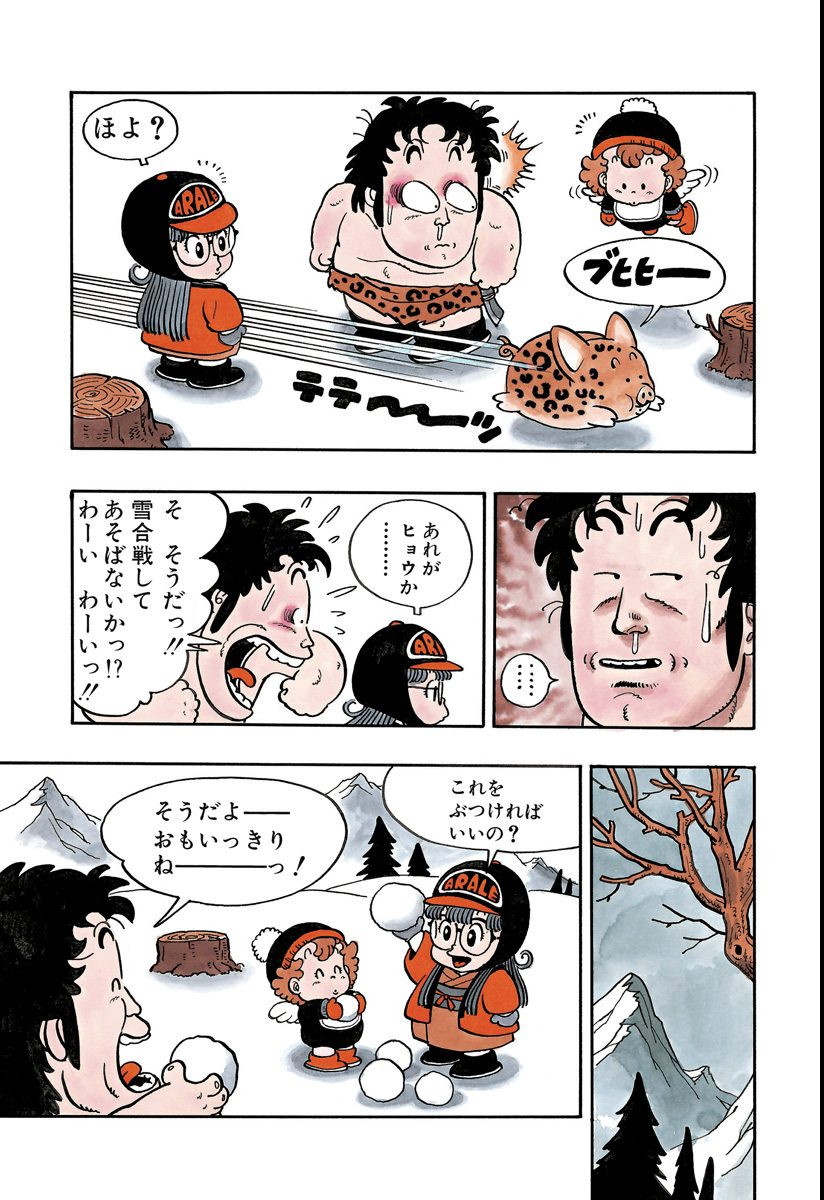 ほよ？
ARALE
ブヒヒーー
テテ〜〜ッ
‥‥‥
あれが
ヒョウか
‥‥‥‥
ARALE
そ　そうだっ!!
雪合戦して
あそばないかっ!?
わーい　わーいっ!!
これを
ぶつければ
いいの？
ARALE
そうだよ――
おもいっきり
ね――――っ！